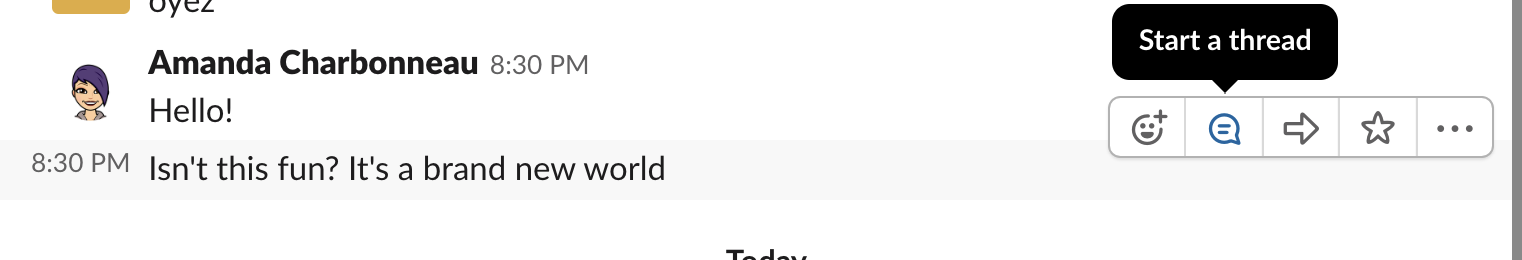 oyez
Start a thread
Amanda Charbonneau 8:30 PM
Hello!
8:30 PM Isn't this fun? It's a brand new world
Today